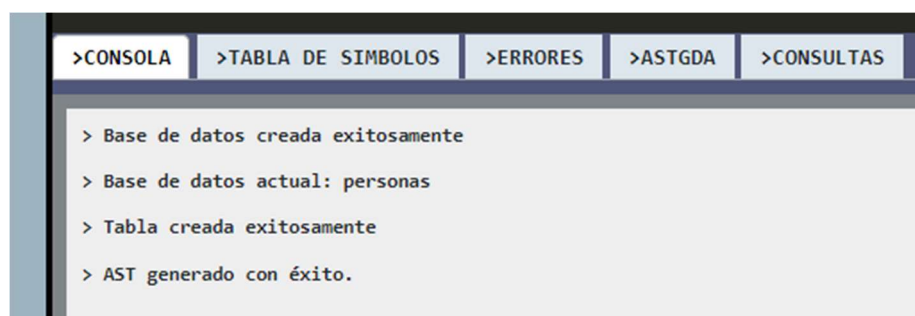 >CONSOLA >TABLA DE SIMBOLOS >ERRORES >ASTGDA >CONSULTAS
> Base de datos creada exitosamente
> Base de datos actual: personas
> Tabla creada exitosamente
> AST generado con éxito.